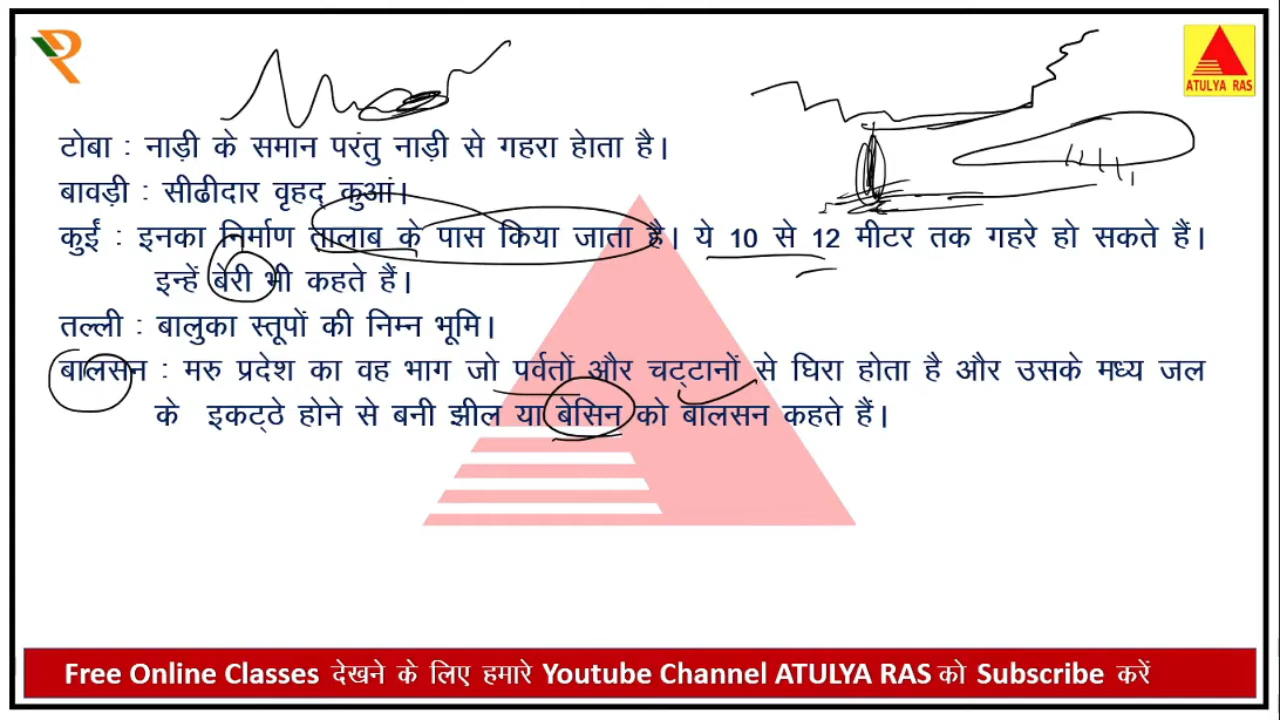 ATULYA RAS
टोबा : नाड़ी के समान परंतु नाड़ी से गहरा होता है।
बावड़ी : सीढीदार वृहद् कुआं।
कुईं : इनका निर्माण तालाब के पास किया जाता है। ये 10 से 12 मीटर तक गहरे हो सकते हैं।
इन्हें बेरी भी कहते हैं।
तल्ली : बालुका स्तूपों की निम्न भूमि।
बालसन : मरु प्रदेश का वह भाग जो पर्वतों और चट्टानों से घिरा होता है और उसके मध्य जल
के इकट्ठे होने से बनी झील या बेसिन को बालसन कहते हैं।
Free Online Classes देखने के लिए हमारे Youtube Channel ATULYA RAS को Subscribe करें